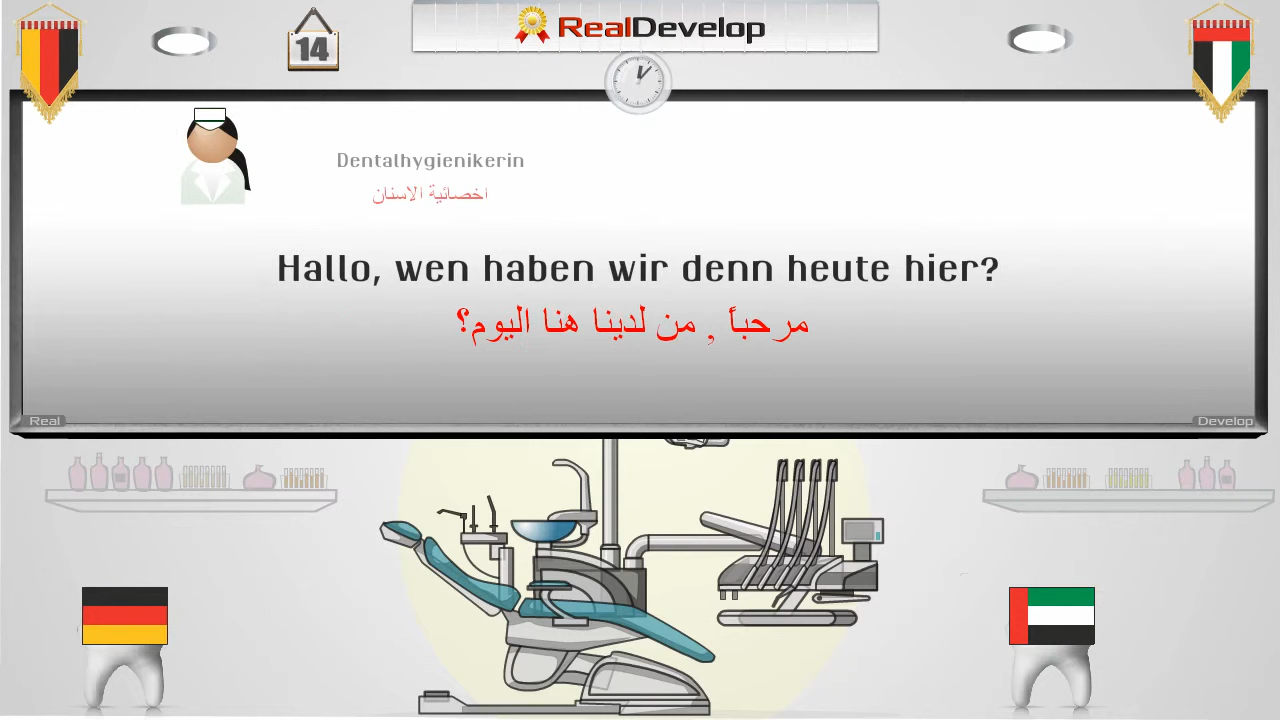 RealDevelop
14
Dentalhygienikerin
اخصائية الاسنان
Hallo, wen haben wir denn heute hier?
مرحباً , من لدينا هنا اليوم؟
Real
Develop